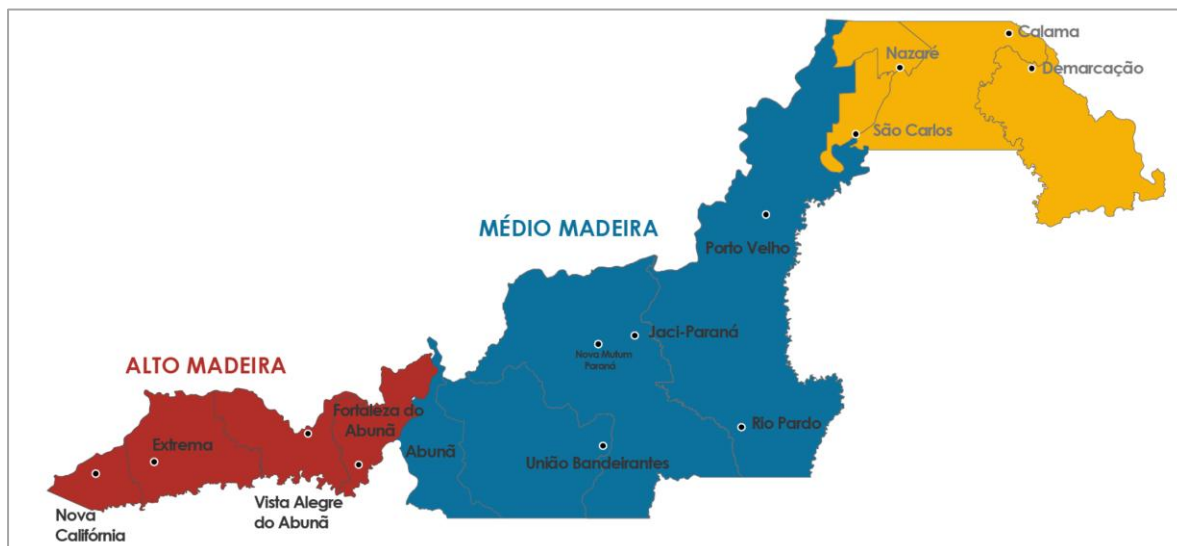 Calama
Nazaré
Demarcação
São Carlos
MÉDIO MADEIRA
Porto Velho
Jaci-Paraná
Nova Mutum
Paraná
ALTO MADEIRA
Fortaleza do
Abunã
Extrema
Abunã
Rio Pardo
União Bandeirantes
Vista Alegre
do Abunã
Nova
Califórnia